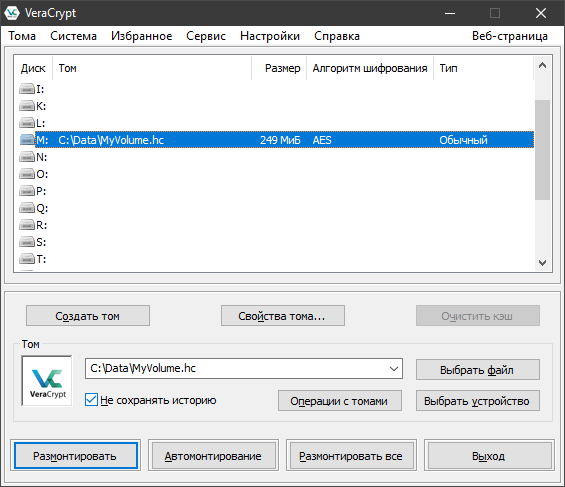 VeraCrypt
Тома Система Избранное Сервис Настройки Справка Веб-страница
Диск Том Размер Алгоритм шифрования Тип
I:
K:
L:
M: C:\Data\MyVolume.hc 249 МиБ AES Обычный
N:
O:
P:
Q:
R:
S:
T:
Создать том Свойства тома... Очистить кэш
Том
VeraCrypt
C:\Data\MyVolume.hc Выбрать файл
Не сохранять историю Операции с томами Выбрать устройство
Размонтировать Автомонтирование Размонтировать все Выход